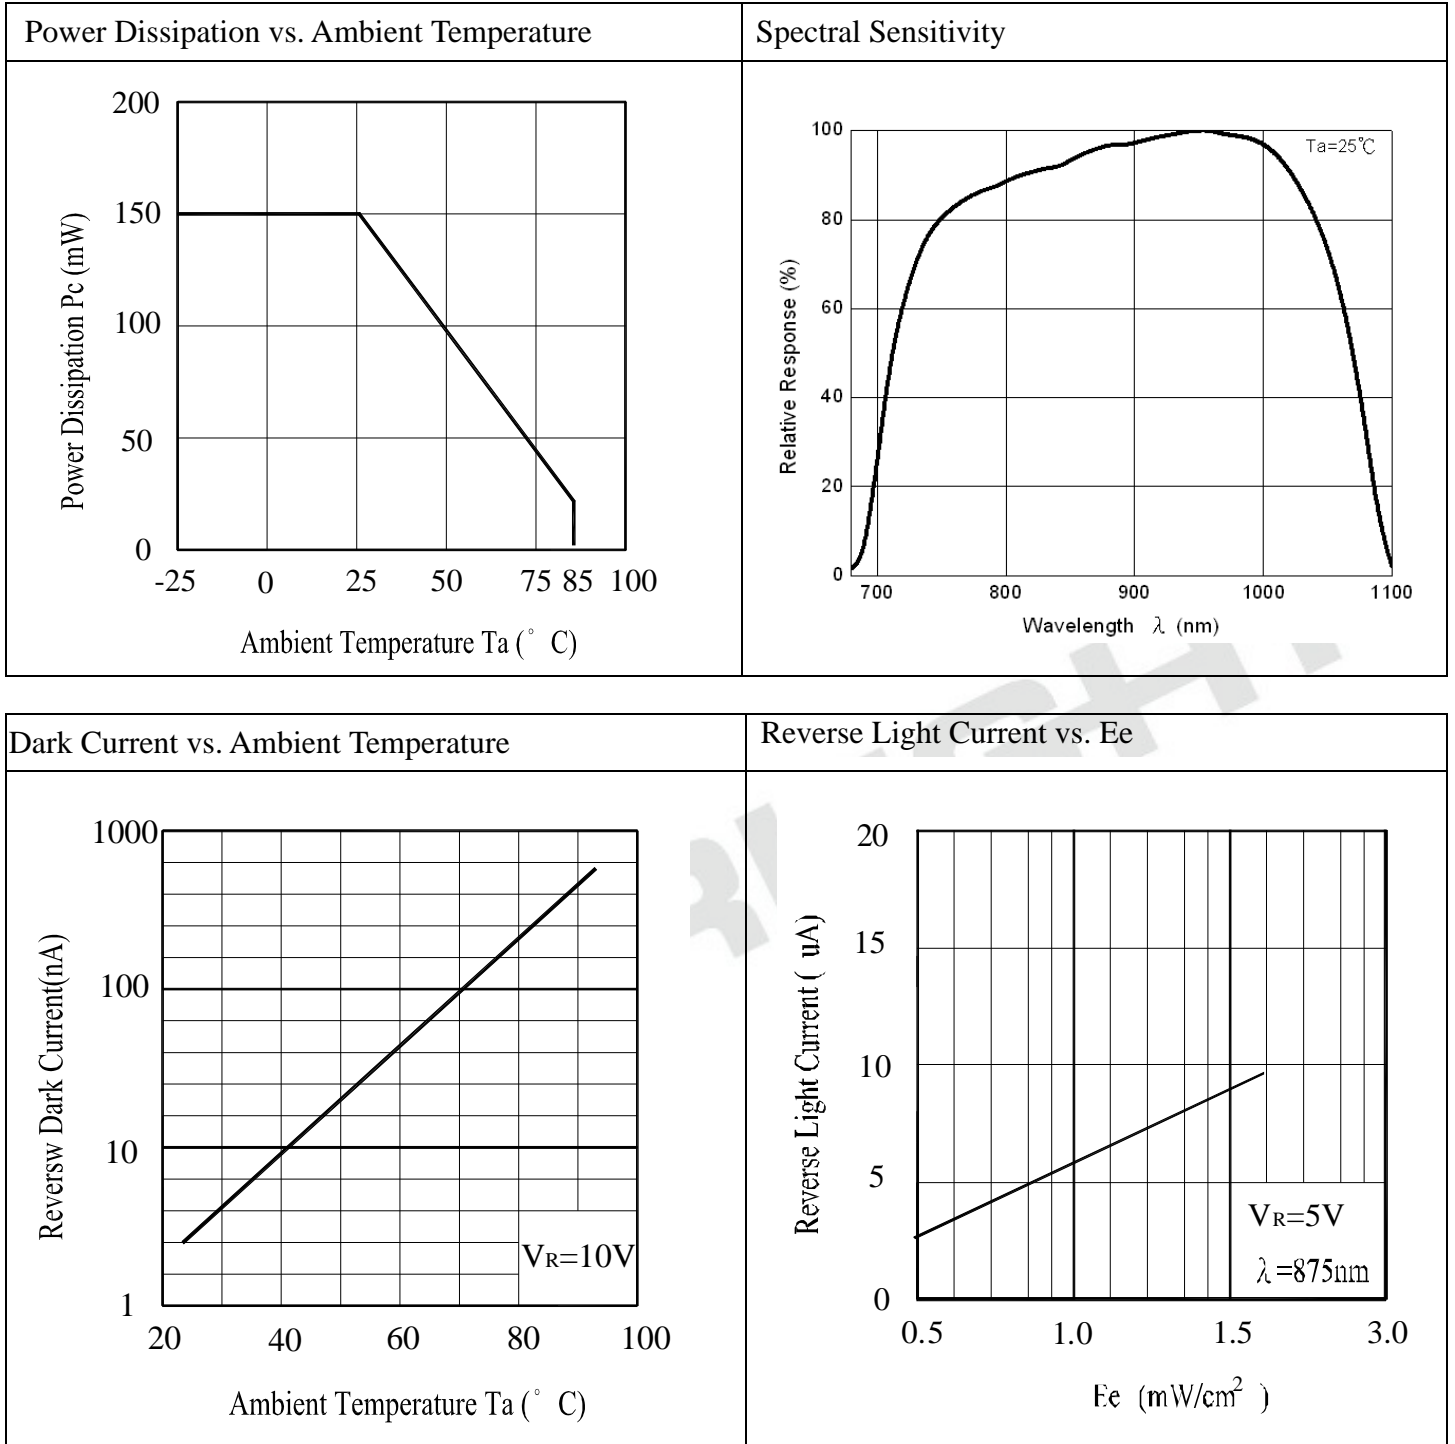 Power Dissipation vs. Ambient Temperature
Spectral Sensitivity
200
150
100
50
0
-25 0 25 50 75 85 100
Power Dissipation Pc (mW)
Ambient Temperature Ta (° C)
Ta=25℃
100
80
60
40
20
0
700 800 900 1000 1100
Relative Response (%)
Wavelength λ (nm)
Dark Current vs. Ambient Temperature
Reverse Light Current vs. Ee
1000
100
10
1
20 40 60 80 100
Reversw Dark Current(nA)
VR=10V
Ambient Temperature Ta (° C)
20
15
10
5
0
0.5 1.0 1.5 3.0
Reverse Light Current ( uA)
VR=5V
λ=875nm
Ee (mW/cm² )